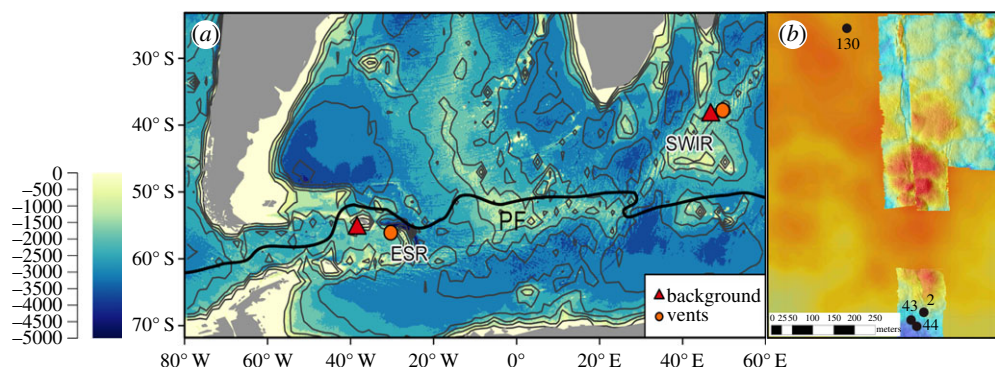 (a)
30° S
40° S
50° S
60° S
70° S
0
−500
−1000
−1500
−2000
−2500
−3000
−3500
−4000
−4500
−5000
SWIR
PF
ESR
background
vents
80° W
60° W
40° W
20° W
0°
20° E
40° E
60° E
(b)
130
2
43
44
0 25 50 100 150 200 250
meters